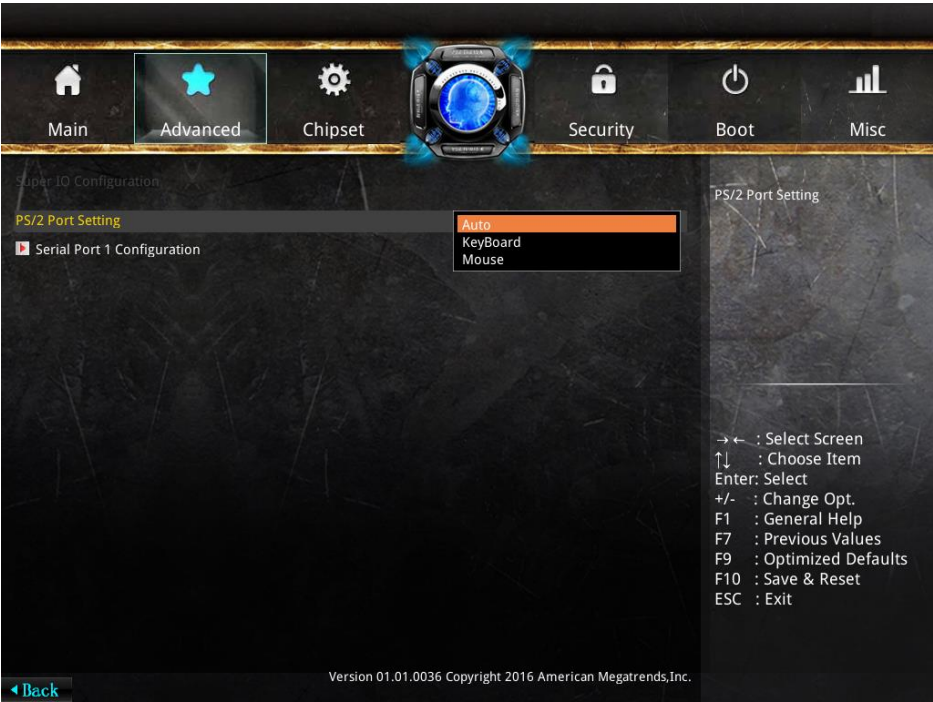 Main
Advanced
Chipset
Security
Boot
Misc
Super IO Configuration
PS/2 Port Setting
Auto
KeyBoard
Mouse
Serial Port 1 Configuration
PS/2 Port Setting
→← : Select Screen
↑↓ : Choose Item
Enter: Select
+/- : Change Opt.
F1 : General Help
F7 : Previous Values
F9 : Optimized Defaults
F10 : Save & Reset
ESC : Exit
Version 01.01.0036 Copyright 2016 American Megatrends,Inc.
Back